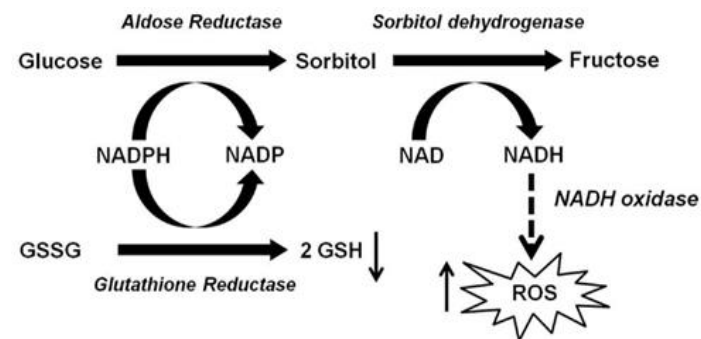 Aldose Reductase Sorbitol dehydrogenase
Glucose Sorbitol Fructose
NADPH NADP NAD NADH
NADH oxidase
GSSG 2 GSH
Glutathione Reductase
ROS